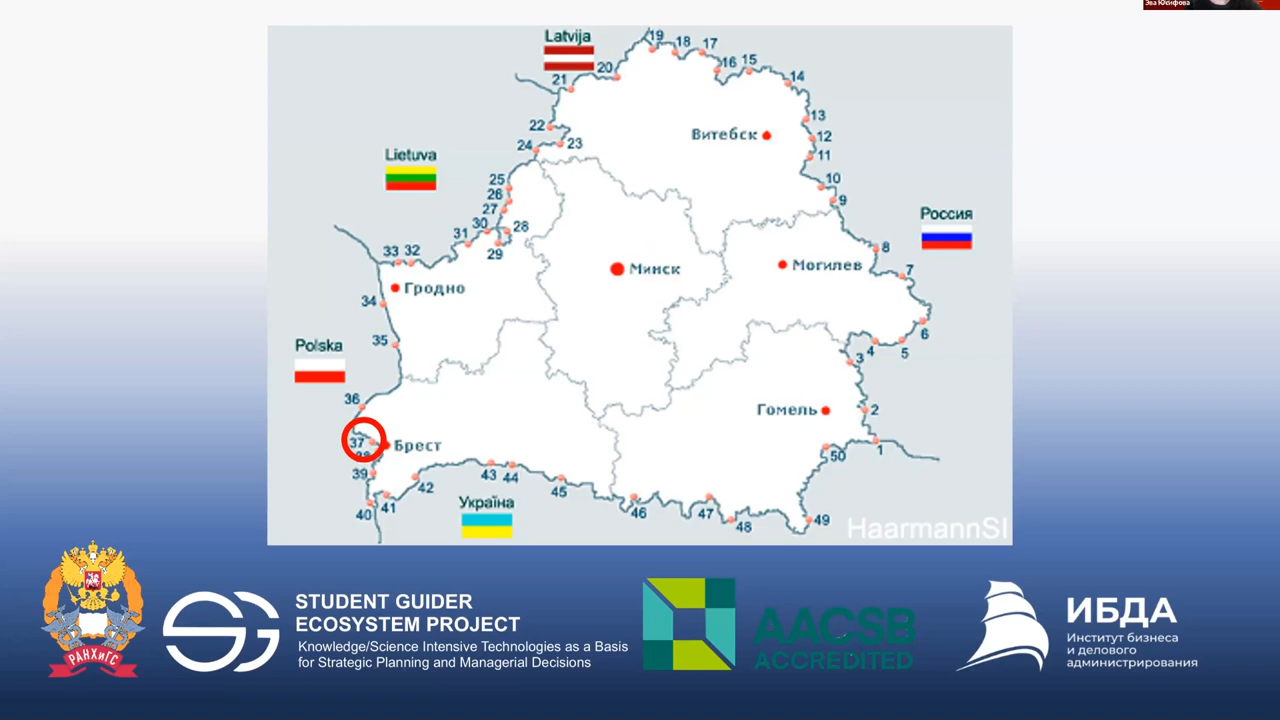 Эва Юсифова
Latvija
19
18
17
16
15
14
20
21
13
22
12
Витебск
24
23
11
Lietuva
25
10
26
9
27
Россия
30
28
31
29
8
33
32
7
Минск
Могилев
Гродно
34
6
35
Polska
4
5
3
36
Гомель
2
37
Брест
38
1
50
39
43
44
42
45
40
41
Україна
46
47
48
49
HaarmannSI
STUDENT GUIDER
ECOSYSTEM PROJECT
Knowledge/Science Intensive Technologies as a Basis
for Strategic Planning and Managerial Decisions
РАНХиГС
SG
AACSB
ACCREDITED
ИБДА
Институт бизнеса
и делового
администрирования